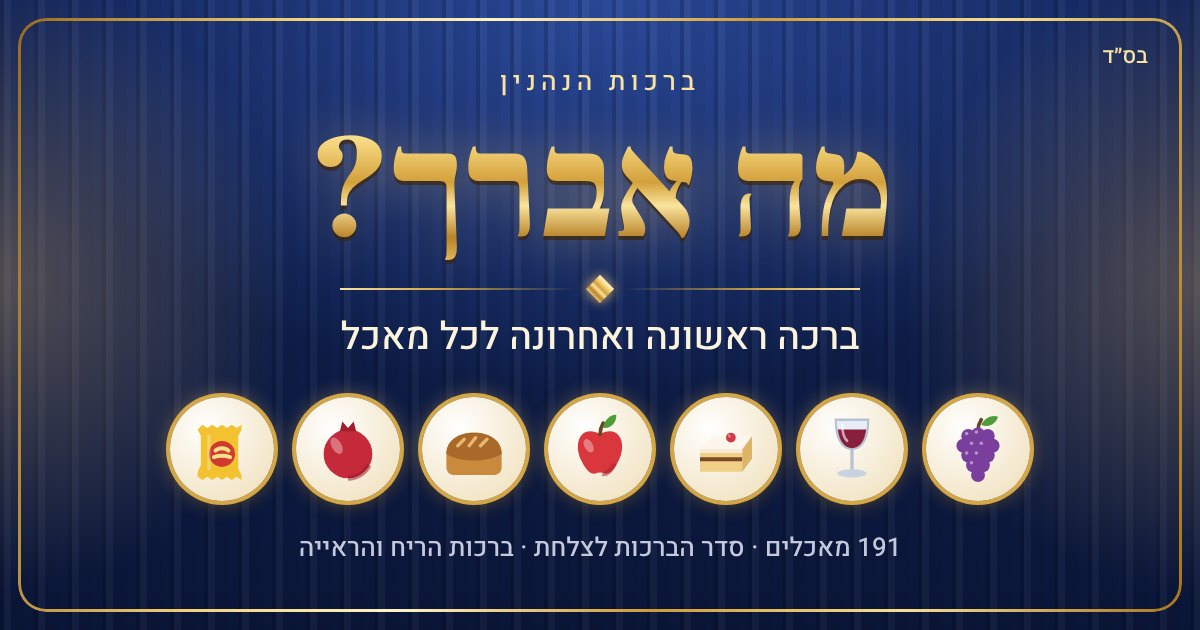 בס״ד
ברכות הנהנין
מה אברך?
ברכה ראשונה ואחרונה לכל מאכל
191 מאכלים · סדר הברכות לצלחת · ברכות הריח והראייה